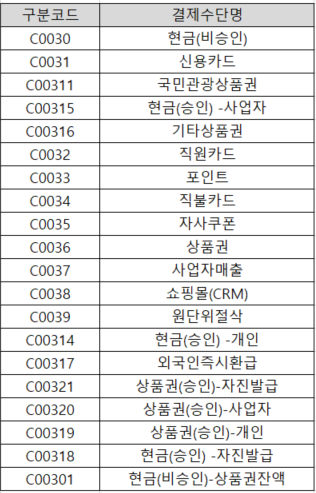 구분코드 결제수단명
C0030 현금(비승인)
C0031 신용카드
C00311 국민관광상품권
C00315 현금(승인) -사업자
C00316 기타상품권
C0032 직원카드
C0033 포인트
C0034 직불카드
C0035 자사쿠폰
C0036 상품권
C0037 사업자매출
C0038 쇼핑몰(CRM)
C0039 원단위절삭
C00314 현금(승인) -개인
C00317 외국인즉시환급
C00321 상품권(승인)-자진발급
C00320 상품권(승인)-사업자
C00319 상품권(승인)-개인
C00318 현금(승인) -자진발급
C00301 현금(비승인)-상품권잔액